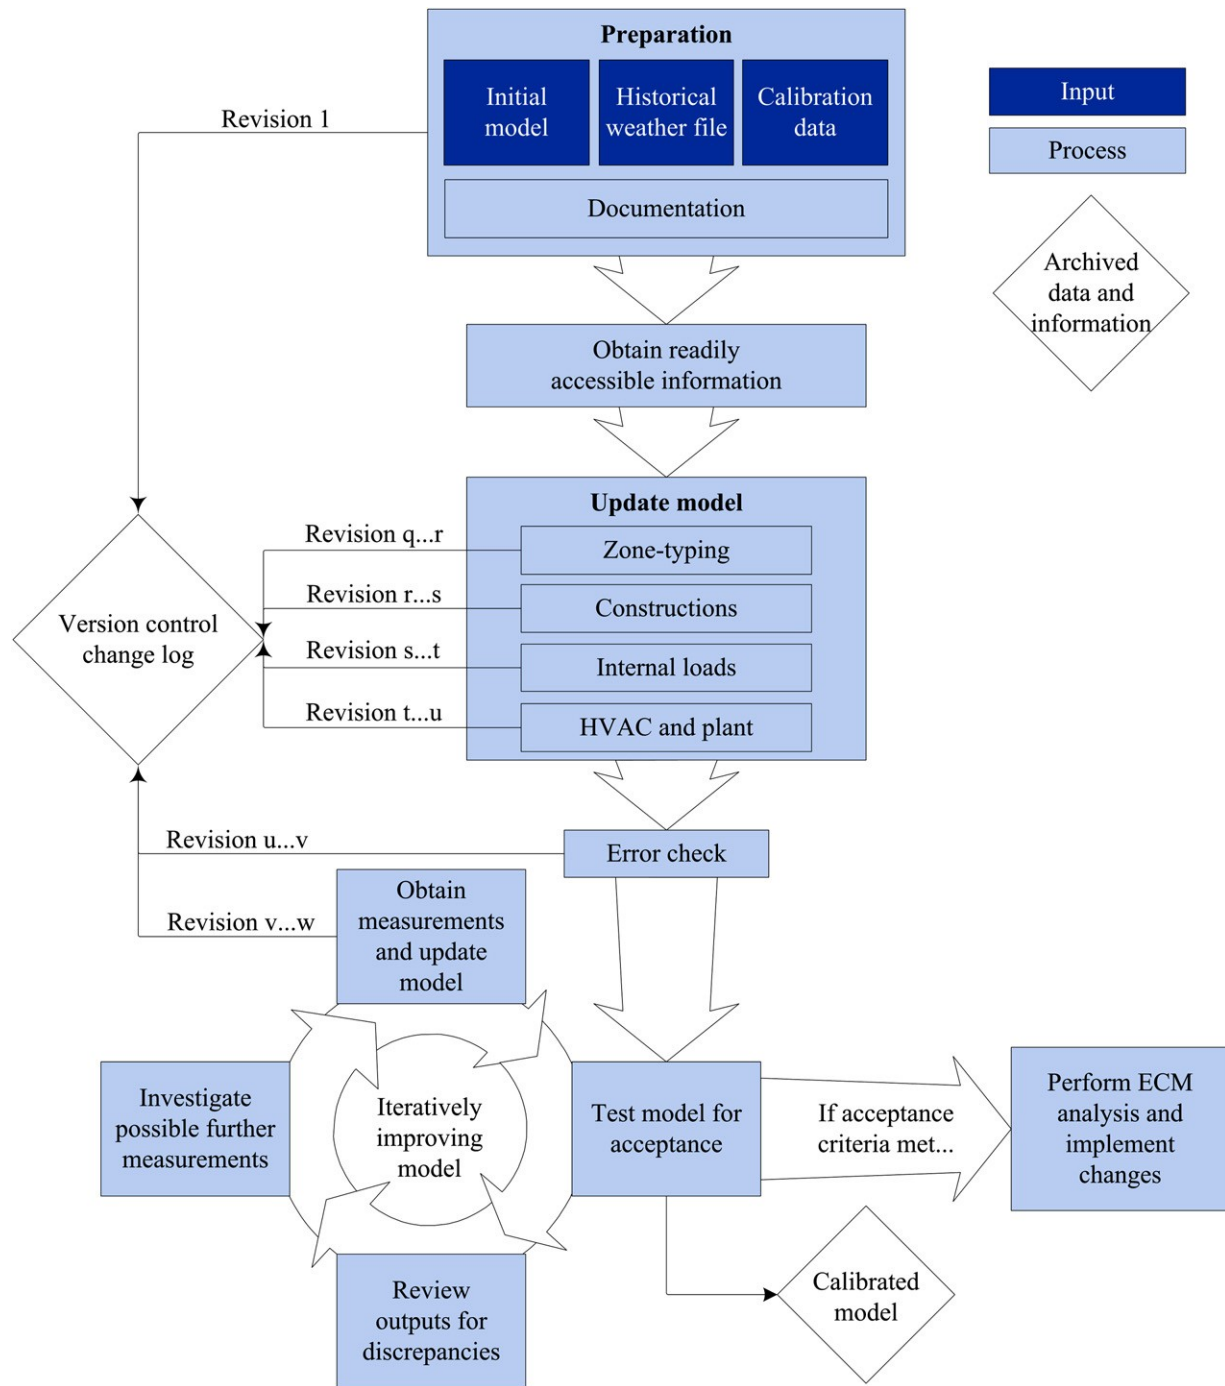 Preparation
Initial
model
Historical
weather file
Calibration
data
Documentation
Input
Process
Archived
data and
information
Revision 1
Obtain readily
accessible information
Update model
Zone-typing
Constructions
Internal loads
HVAC and plant
Revision q...r
Revision r...s
Revision s...t
Revision t...u
Version control
change log
Revision u...v
Error check
Revision v...w
Obtain
measurements
and update
model
Investigate
possible further
measurements
Iteratively
improving
model
Test model for
acceptance
If acceptance
criteria met...
Perform ECM
analysis and
implement
changes
Review
outputs for
discrepancies
Calibrated
model